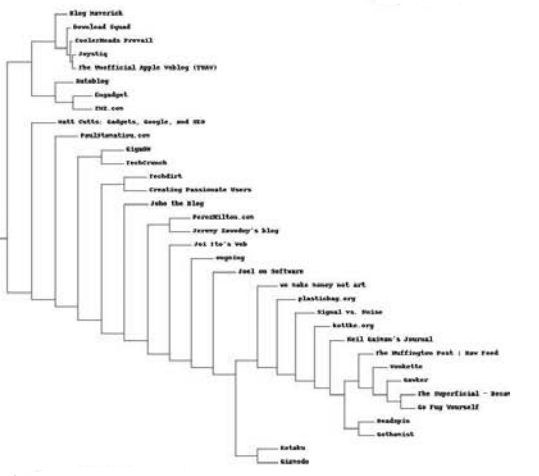 Blog Maverick
Download Squad
CoolerHeads Prevail
Joystiq
The Unofficial Apple Weblog (TUAW)
Autoblog
Engadget
TMZ.com
Matt Cutts: Gadgets, Google, and SEO
PaulStamatiou.com
GigaOM
TechCrunch
Techdirt
Creating Passionate Users
Joho the Blog
PerezHilton.com
Jeremy Zawodny's blog
Joi Ito's Web
ongoing
Joel on Software
we make money not art
plasticbag.org
Signal vs. Noise
kottke.org
Neil Gaiman's Journal
The Huffington Post | Raw Feed
Wonkette
Gawker
The Superficial - Becau
Go Fug Yourself
Deadspin
Gothamist
Kotaku
Gizmodo